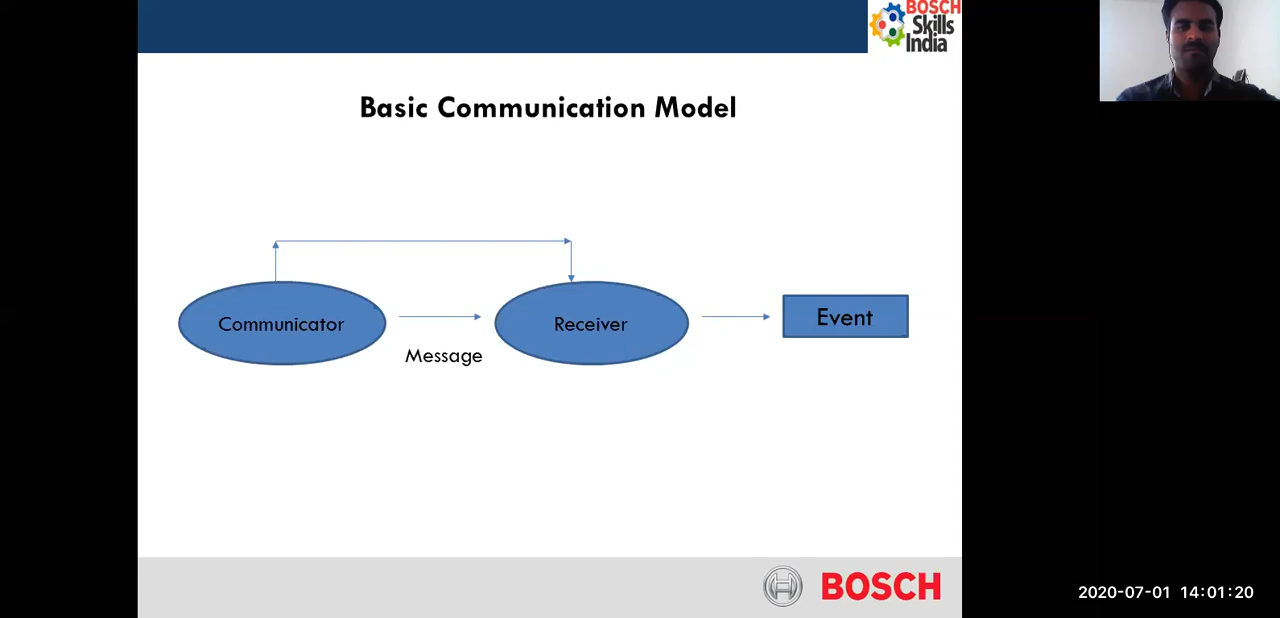 BOSCH
Skills
India
Basic Communication Model
Communicator
Receiver
Event
Message
BOSCH
2020-07-01 14:01:20